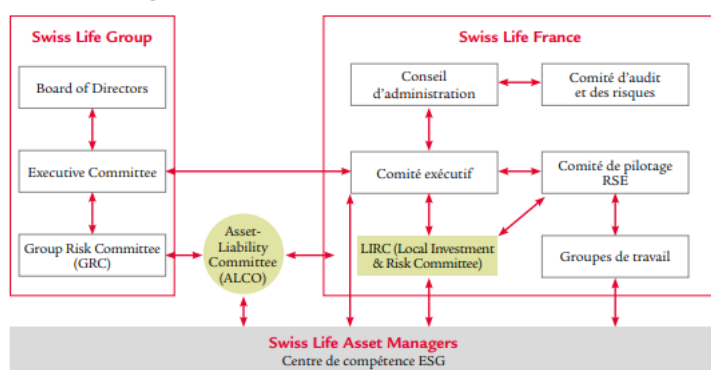 Swiss Life Group
Board of Directors
Executive Committee
Group Risk Committee
(GRC)
Asset-
Liability
Committee
(ALCO)
Swiss Life France
Conseil
d'administration
Comité d'audit
et des risques
Comité exécutif
Comité de pilotage
RSE
LIRC (Local Investment
& Risk Committee)
Groupes de travail
Swiss Life Asset Managers
Centre de compétence ESG